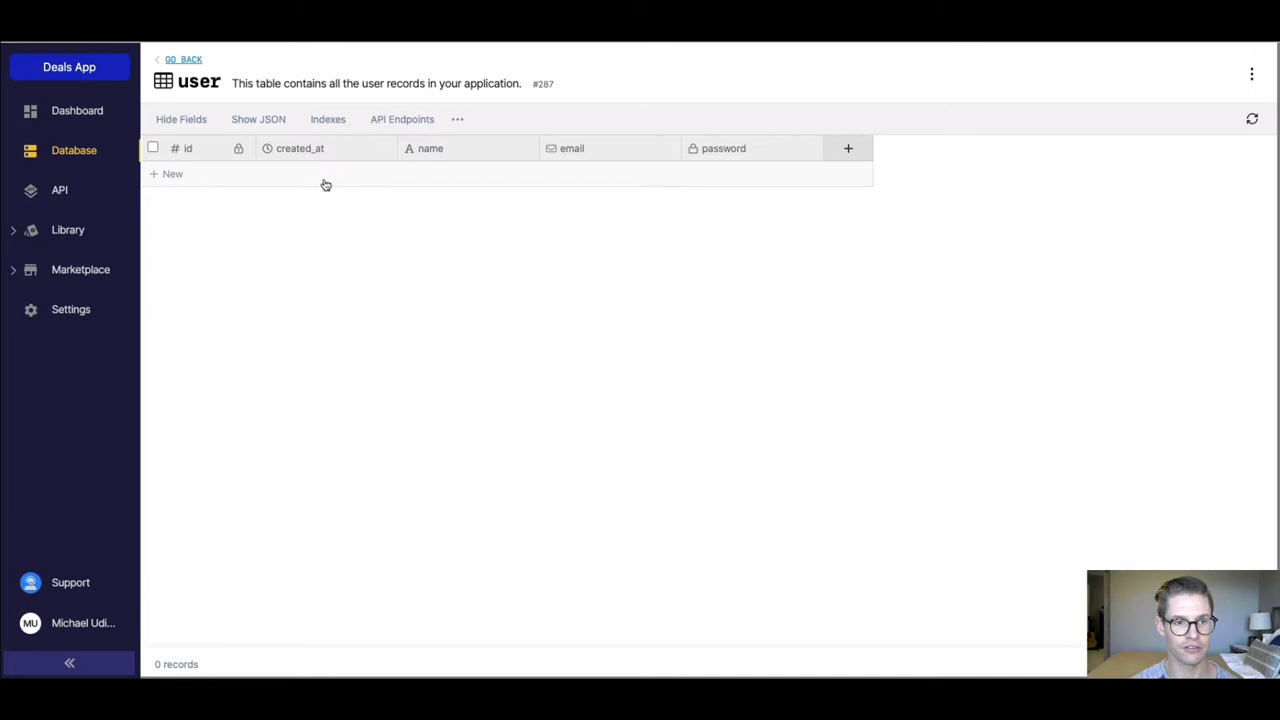 Deals App
GO BACK
user This table contains all the user records in your application. #287
Dashboard
Hide Fields Show JSON Indexes API Endpoints
Database
# id created_at name email password +
+ New
API
Library
Marketplace
Settings
Support
MU Michael Udi...
0 records